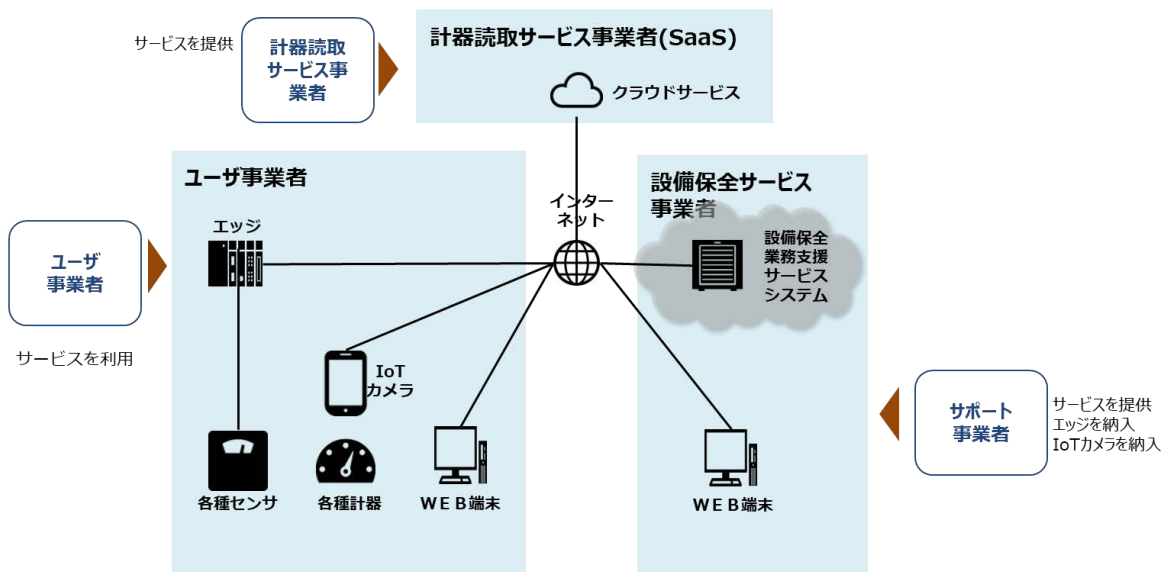 サービスを提供
計器読取
サービス事
業者
計器読取サービス事業者(SaaS)
クラウドサービス
ユーザ事業者
エッジ
インター
ネット
設備保全サービス
事業者
設備保全
業務支援
サービス
システム
ユーザ
事業者
サービスを利用
IoT
カメラ
各種センサ
各種計器
ＷＥＢ端末
ＷＥＢ端末
サポート
事業者
サービスを提供
エッジを納入
IoTカメラを納入